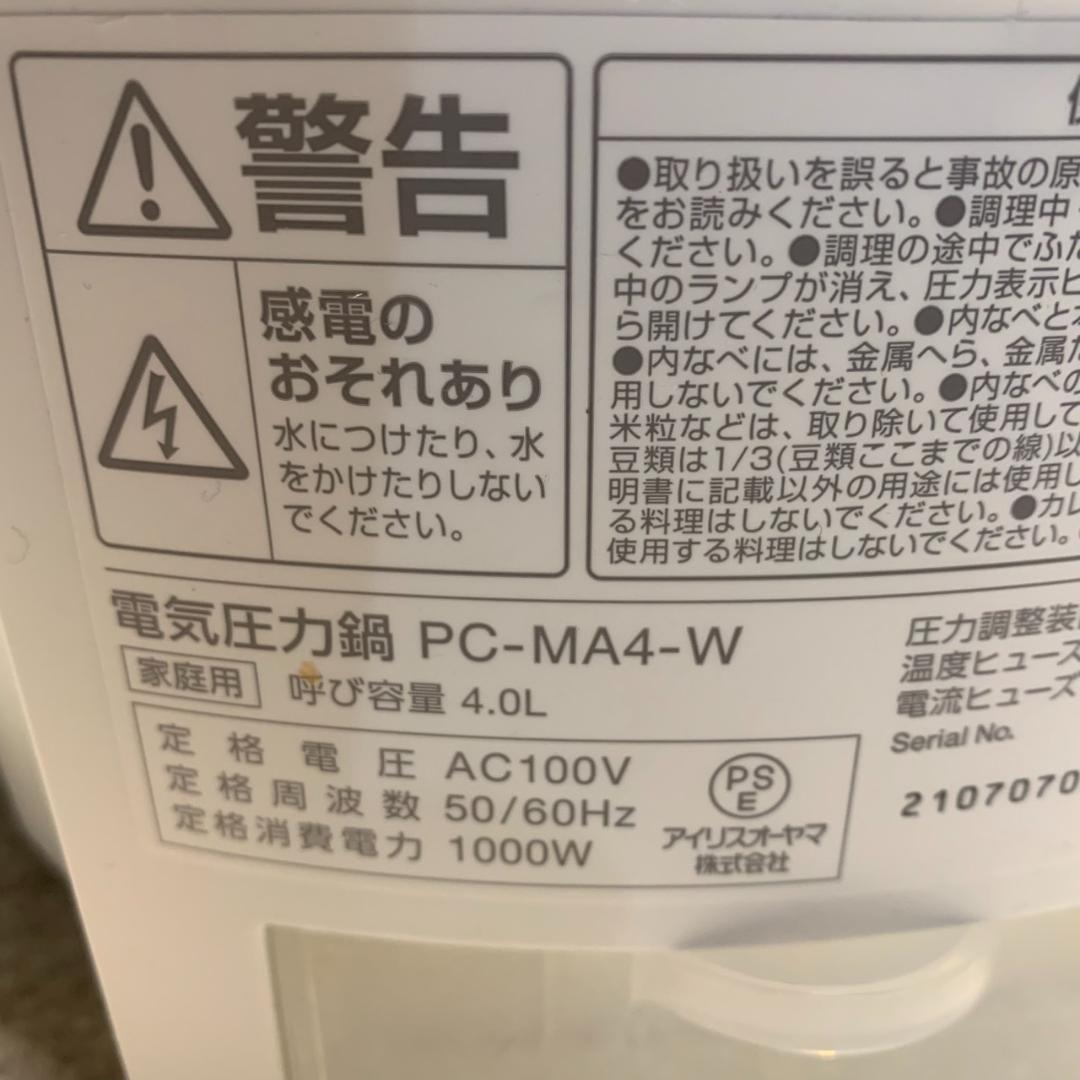 警告
感電の
おそれあり
水につけたり、水
をかけたりしない
でください。
●取り扱いを誤ると事故の原
をお読みください。●調理中
ください。●調理の途中でふた
中のランプが消え、圧力表示ピ
ら開けてください。●内なべと
●内なべには、金属へら、金属た
用しないでください。●内なべの
米粒などは、取り除いて使用して
豆類は1/3(豆類ここまでの線)以
明書に記載以外の用途には使用し
る料理はしないでください。●カレ
使用する料理はしないでください。
電気圧力鍋 PC-MA4-W
家庭用 呼び容量 4.0L
定格電圧 AC100V
定格周波数 50/60Hz
定格消費電力 1000W
PS
E
アイリスオーヤマ
株式会社
圧力調整装
温度ヒューズ
電流ヒューズ
Serial No.
2107070